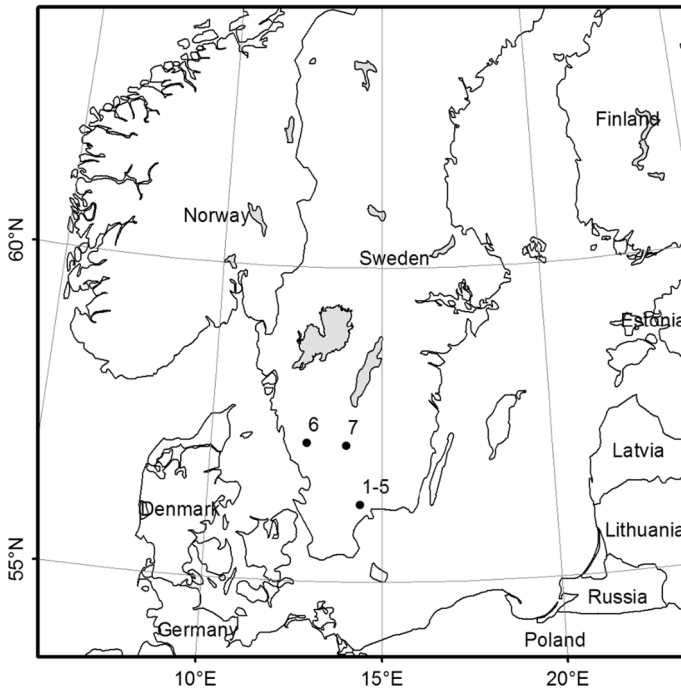 Finland
Norway
60°N
Sweden
Estonia
6
7
Latvia
1-5
Denmark
Lithuania
55°N
Russia
Germany
Poland
10°E
15°E
20°E